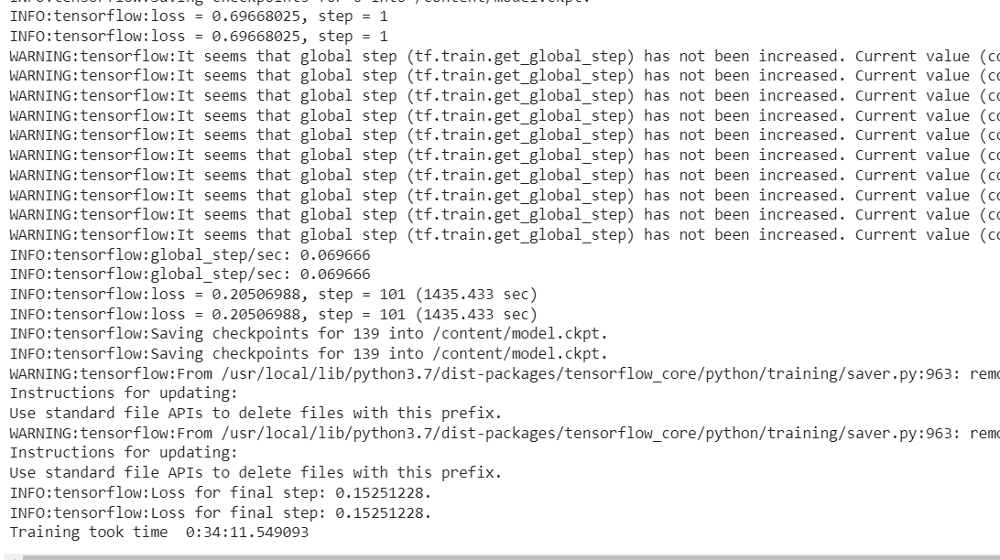 INFO:tensorflow:Saving checkpoints for 0 into /content/model.ckpt.
INFO:tensorflow:loss = 0.69668025, step = 1
INFO:tensorflow:loss = 0.69668025, step = 1
WARNING:tensorflow:It seems that global step (tf.train.get_global_step) has not been increased. Current value (co
WARNING:tensorflow:It seems that global step (tf.train.get_global_step) has not been increased. Current value (co
WARNING:tensorflow:It seems that global step (tf.train.get_global_step) has not been increased. Current value (co
WARNING:tensorflow:It seems that global step (tf.train.get_global_step) has not been increased. Current value (co
WARNING:tensorflow:It seems that global step (tf.train.get_global_step) has not been increased. Current value (co
WARNING:tensorflow:It seems that global step (tf.train.get_global_step) has not been increased. Current value (co
WARNING:tensorflow:It seems that global step (tf.train.get_global_step) has not been increased. Current value (co
WARNING:tensorflow:It seems that global step (tf.train.get_global_step) has not been increased. Current value (co
WARNING:tensorflow:It seems that global step (tf.train.get_global_step) has not been increased. Current value (co
WARNING:tensorflow:It seems that global step (tf.train.get_global_step) has not been increased. Current value (co
INFO:tensorflow:global_step/sec: 0.069666
INFO:tensorflow:global_step/sec: 0.069666
INFO:tensorflow:loss = 0.20506988, step = 101 (1435.433 sec)
INFO:tensorflow:loss = 0.20506988, step = 101 (1435.433 sec)
INFO:tensorflow:Saving checkpoints for 139 into /content/model.ckpt.
INFO:tensorflow:Saving checkpoints for 139 into /content/model.ckpt.
WARNING:tensorflow:From /usr/local/lib/python3.7/dist-packages/tensorflow_core/python/training/saver.py:963: remo
Instructions for updating:
Use standard file APIs to delete files with this prefix.
WARNING:tensorflow:From /usr/local/lib/python3.7/dist-packages/tensorflow_core/python/training/saver.py:963: remo
Instructions for updating:
Use standard file APIs to delete files with this prefix.
INFO:tensorflow:Loss for final step: 0.15251228.
INFO:tensorflow:Loss for final step: 0.15251228.
Training took time  0:34:11.549093